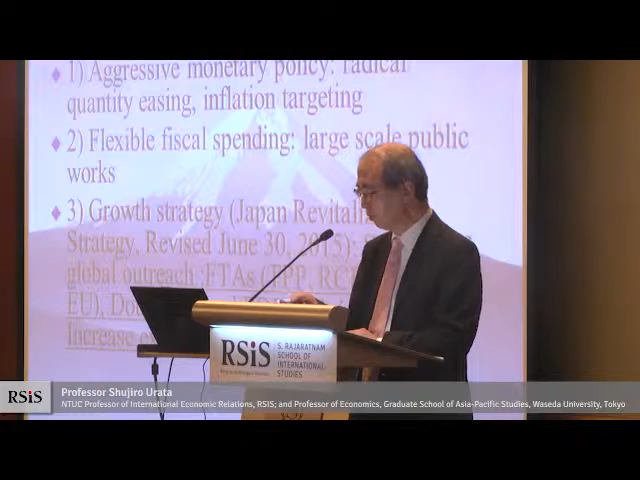 1) Aggressive monetary policy: radical
quantity easing, inflation targeting
2) Flexible fiscal spending: large scale public
works
3) Growth strategy (Japan
Strategy, Revised June 30, 2015):
global outreach: FTAs (TPP,
EU),
Increase
RSiS
S. RAJARATNAM
SCHOOL OF
INTERNATIONAL
STUDIES
RSiS
Professor Shujiro Urata
NTUC Professor of International Economic Relations, RSIS; and Professor of Economics, Graduate School of Asia-Pacific Studies, Waseda University, Tokyo